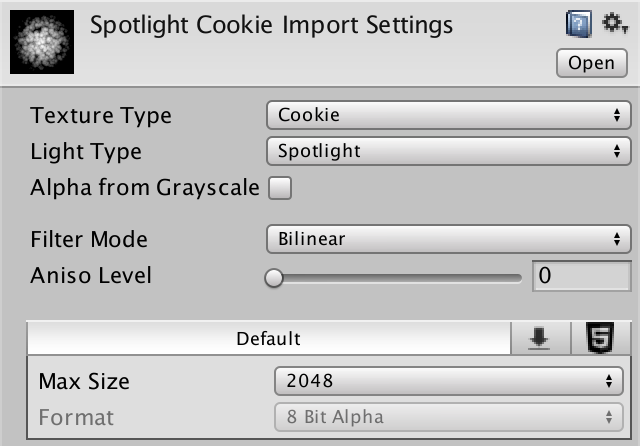 Spotlight Cookie Import Settings
Open
Texture Type Cookie
Light Type Spotlight
Alpha from Grayscale
Filter Mode Bilinear
Aniso Level 0
Default 5
Max Size 2048
Format 8 Bit Alpha